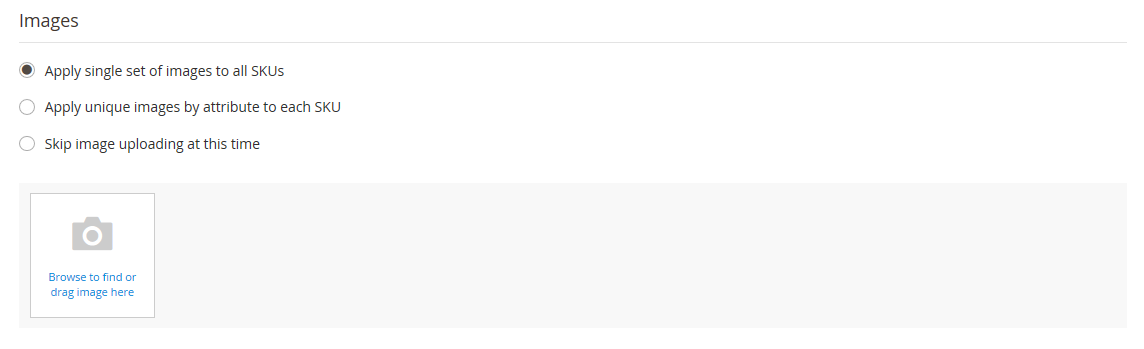 Images
Apply single set of images to all SKUs
Apply unique images by attribute to each SKU
Skip image uploading at this time
Browse to find or
drag image here